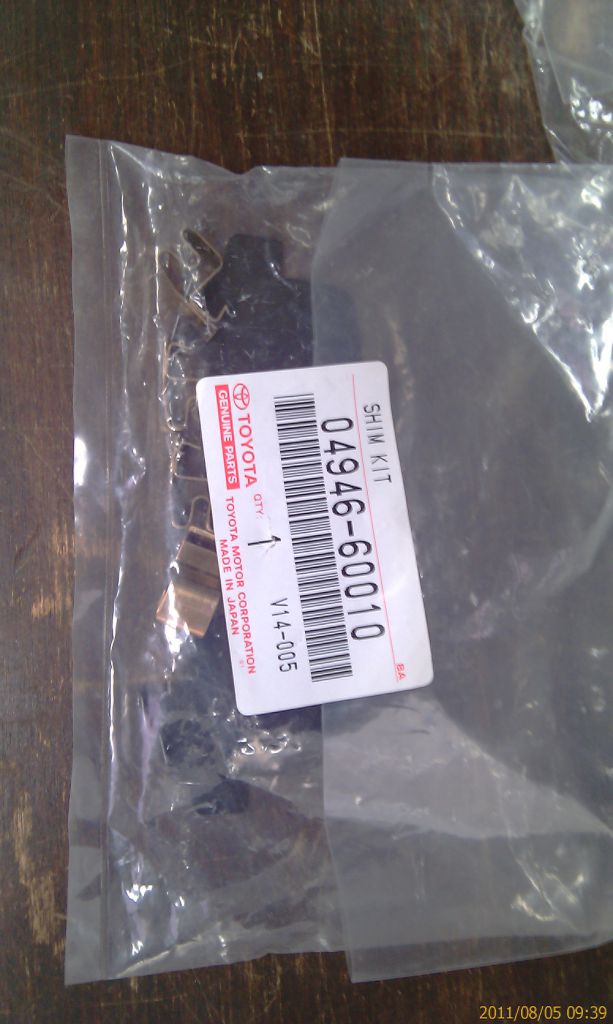 SHIM KIT
04946-60010
BA
TOYOTA
GENUINE PARTS
QTY.
1
V14-005
TOYOTA MOTOR CORPORATION
MADE IN JAPAN
2011/08/05 09:39